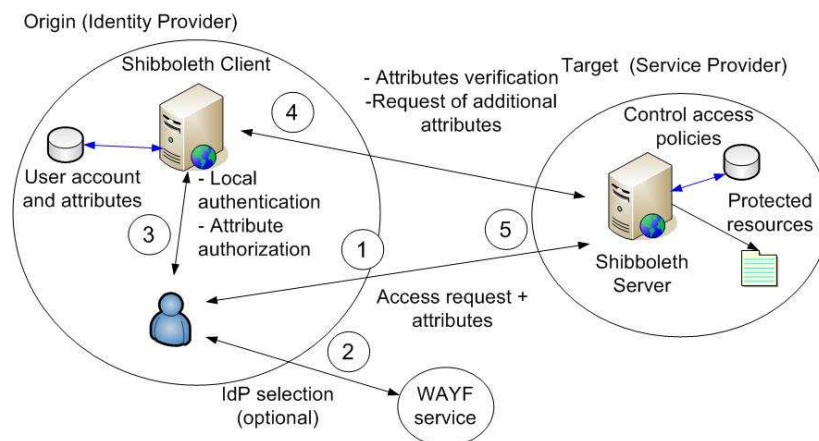 Origin (Identity Provider)
Shibboleth Client
- Attributes verification
-Request of additional
attributes
Target  (Service Provider)
4
Control access
policies
User account
and attributes
- Local
authentication
- Attribute
authorization
Protected
resources
3
1
5
Shibboleth
Server
Access request +
attributes
2
IdP selection
(optional)
WAYF
service